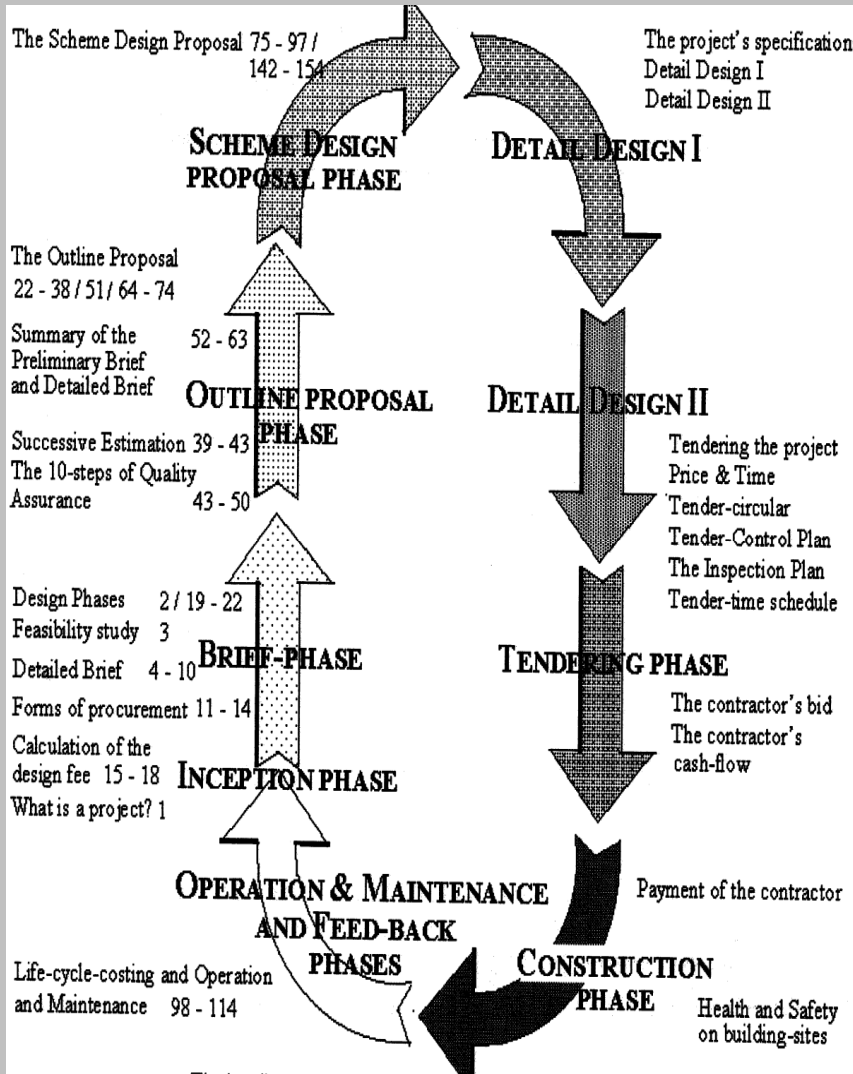 The Scheme Design Proposal 75 - 97 /
142 - 154
The project's specification
Detail Design I
Detail Design II
SCHEME DESIGN
PROPOSAL PHASE
DETAIL DESIGN I
The Outline Proposal
22 - 38 / 51 / 64 - 74
Summary of the 52 - 63
Preliminary Brief
and Detailed Brief
OUTLINE PROPOSAL
PHASE
DETAIL DESIGN II
Successive Estimation 39 - 43
The 10-steps of Quality
Assurance 43 - 50
Tendering the project
Price & Time
Tender-circular
Tender-Control Plan
The Inspection Plan
Tender-time schedule
Design Phases 2 / 19 - 22
Feasibility study 3
Detailed Brief 4 - 10
BRIEF-PHASE
TENDERING PHASE
Forms of procurement 11 - 14
The contractor's bid
The contractor's
cash-flow
Calculation of the
design fee 15 - 18
INCEPTION PHASE
What is a project? 1
OPERATION & MAINTENANCE
AND FEED-BACK
PHASES
Payment of the contractor
CONSTRUCTION
PHASE
Life-cycle-costing and Operation
and Maintenance 98 - 114
Health and Safety
on building-sites